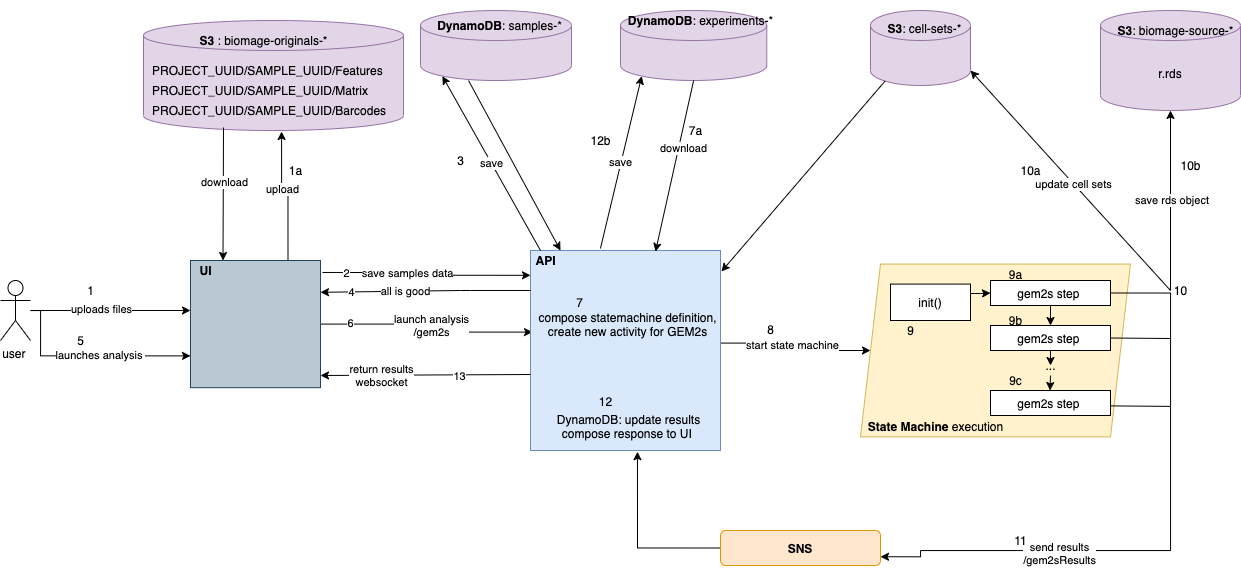 S3 : biomage-originals-*
PROJECT_UUID/SAMPLE_UUID/Features
PROJECT_UUID/SAMPLE_UUID/Matrix
PROJECT_UUID/SAMPLE_UUID/Barcodes
DynamoDB: samples-*
DynamoDB: experiments-*
S3: cell-sets-*
S3: biomage-source-*
r.rds
download
1a
upload
3
save
12b
save
7a
download
10a
update cell sets
10b
save rds object
user
1
uploads files
5
launches analysis
UI
2
save samples data
4
all is good
6
launch analysis
/gem2s
return results
websocket
13
API
7
compose statemachine definition,
create new activity for GEM2s
12
DynamoDB: update results
compose response to UI
8
start state machine
init()
9
9a
gem2s step
9b
gem2s step
...
9c
gem2s step
State Machine execution
10
SNS
11
send results
/gem2sResults